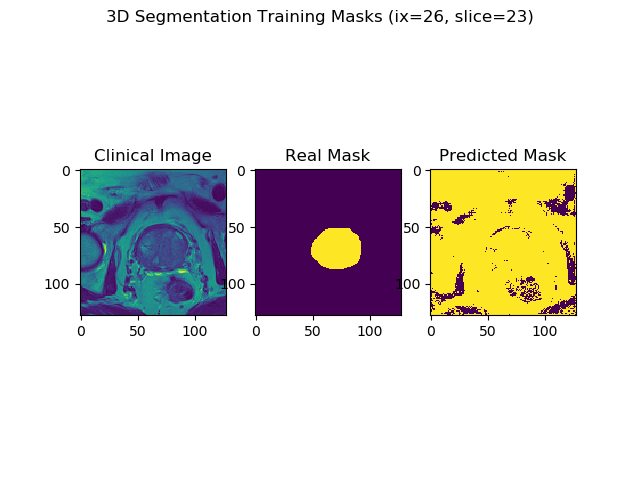 3D Segmentation Training Masks (ix=26, slice=23)
Clinical Image Real Mask Predicted Mask
0 0 0
50 50 50
100 100 100
0 50 100 0 50 100 0 50 100